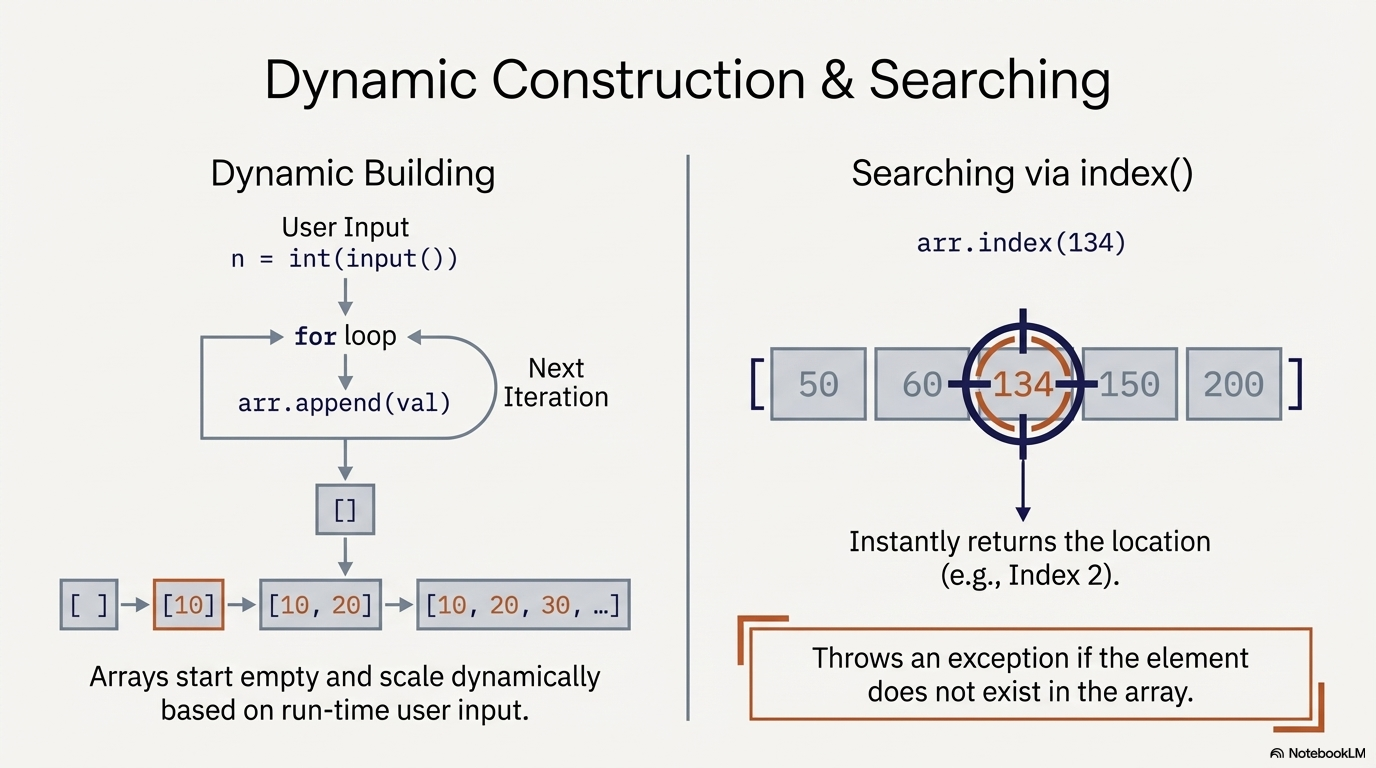 Dynamic Construction & Searching
Dynamic Building
User Input
n = int(input())
for loop
arr.append(val)
Next
Iteration
[]
[ ]
[10]
[10, 20]
[10, 20, 30, …]
Arrays start empty and scale dynamically
based on run-time user input.
Searching via index()
arr.index(134)
[ 50 60 134 150 200 ]
Instantly returns the location
(e.g., Index 2).
Throws an exception if the element
does not exist in the array.
NotebookLM